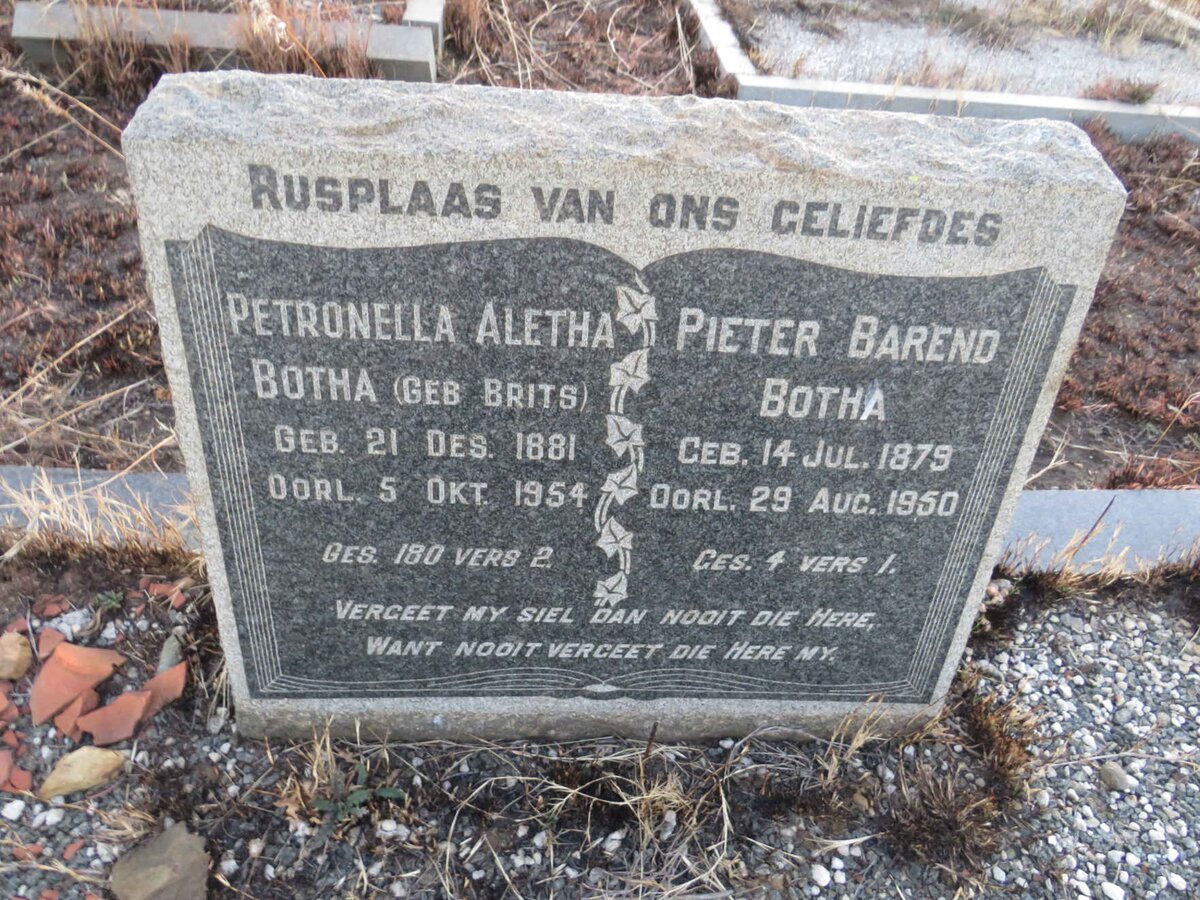 RUSPLAAS VAN ONS GELIEFDES
PETRONELLA ALETHA
BOTHA (GEB BRITS)
GEB. 21 DES. 1881
OORL. 5 OKT. 1954
GES. 180 VERS 2.
PIETER BAREND
BOTHA
GEB. 14 JUL. 1879
OORL. 29 AUG. 1950
GES. 4 VERS 1.
VERGEET MY SIEL DAN NOOIT DIE HERE,
WANT NOOIT VERGEET DIE HERE MY.